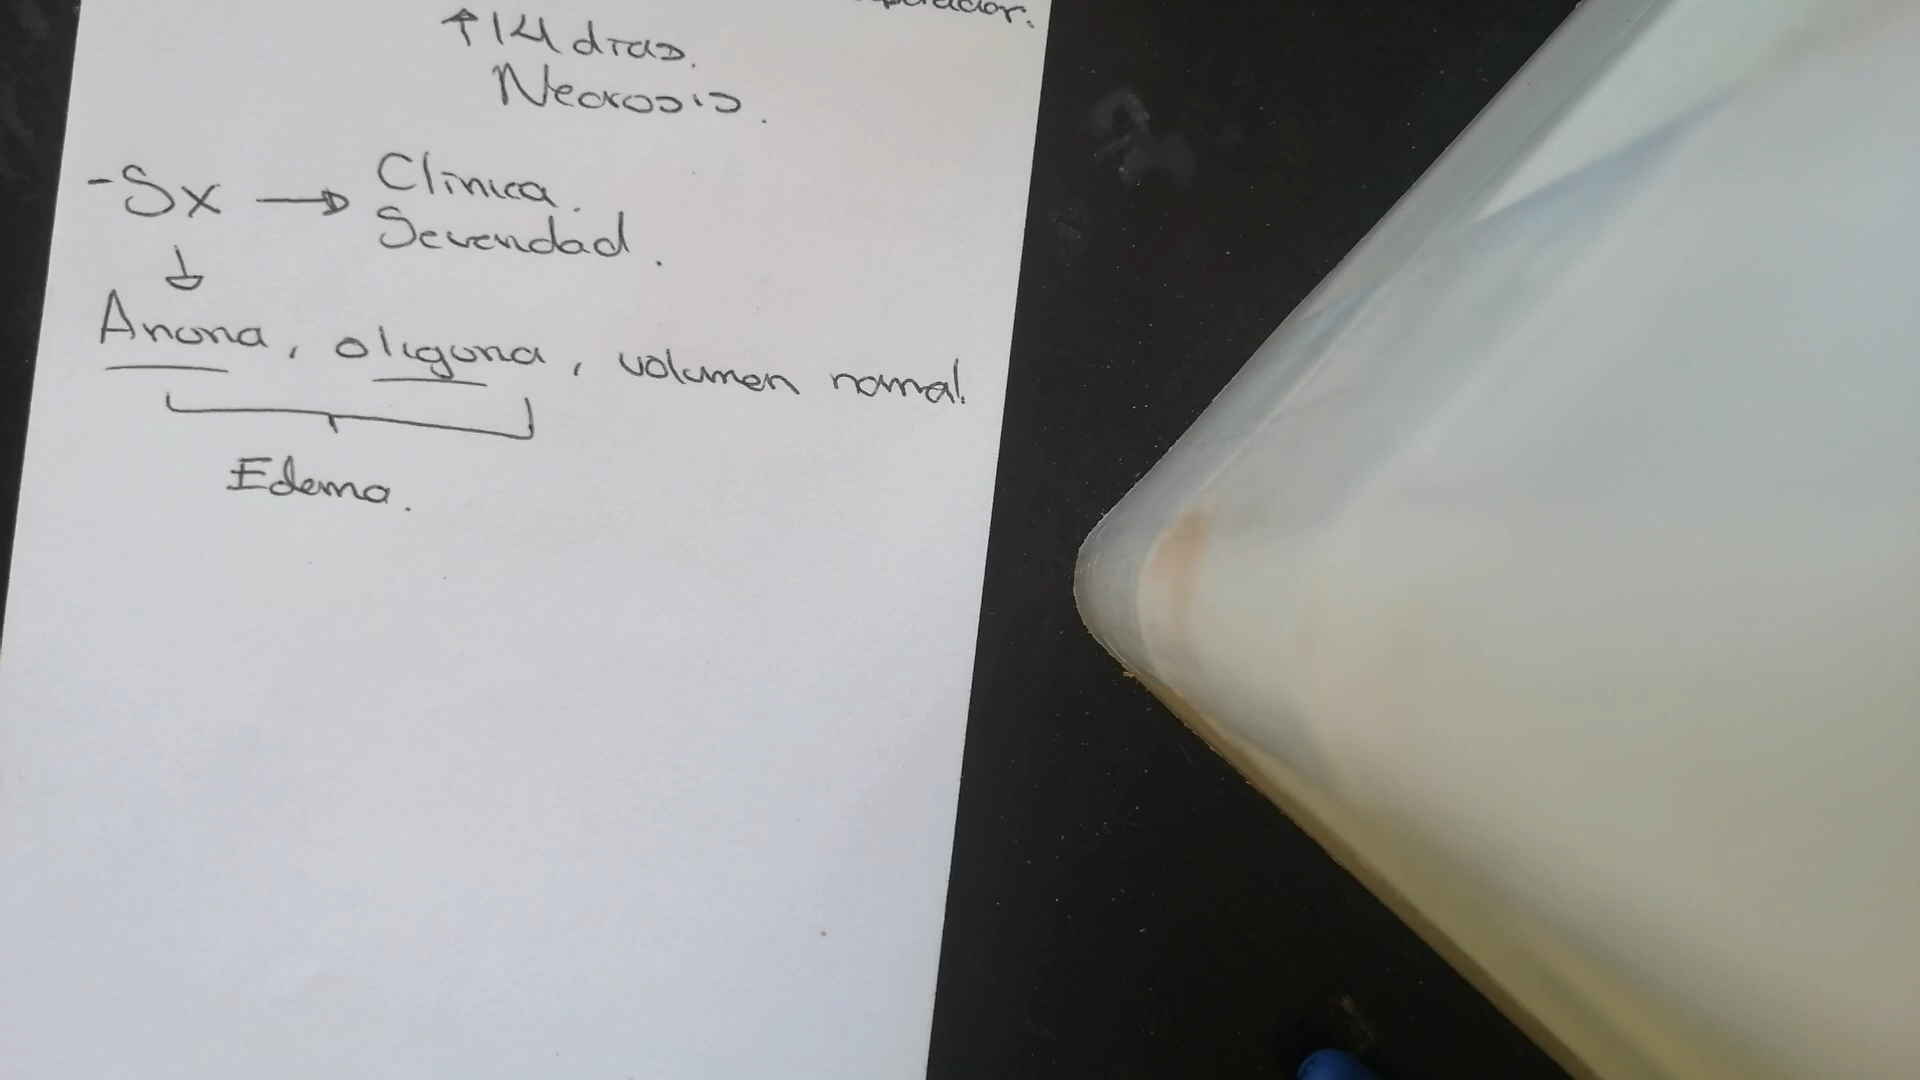 ↑14 días.
Necrosis.
-Sx → Clínica.
Severidad.
↓
Anuria, oliguria, volumen normal.
Edema.